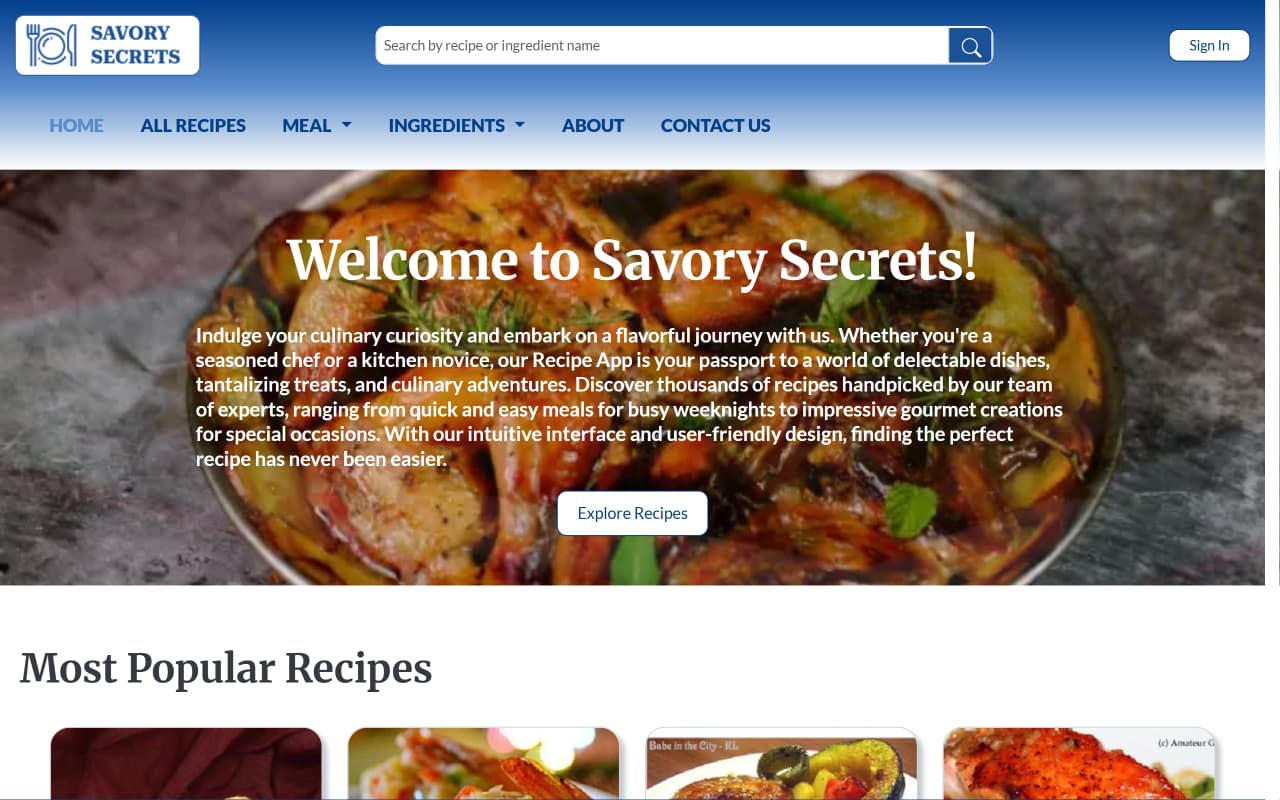 SAVORY
SECRETS
Search by recipe or ingredient name
Sign In
HOME
ALL RECIPES
MEAL
INGREDIENTS
ABOUT
CONTACT US
Welcome to Savory Secrets!
Indulge your culinary curiosity and embark on a flavorful journey with us. Whether you're a
seasoned chef or a kitchen novice, our Recipe App is your passport to a world of delectable dishes,
tantalizing treats, and culinary adventures. Discover thousands of recipes handpicked by our team
of experts, ranging from quick and easy meals for busy weeknights to impressive gourmet creations
for special occasions. With our intuitive interface and user-friendly design, finding the perfect
recipe has never been easier.
Explore Recipes
Most Popular Recipes
Babe in the City - KL
(c) Amateur G